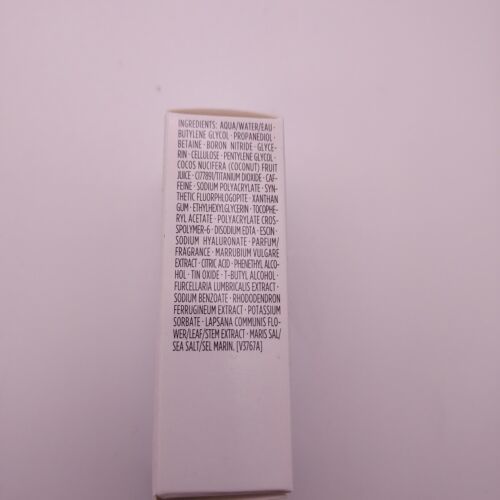 INGREDIENTS: AQUA/WATER/EAU ·
BUTYLENE GLYCOL · PROPANEDIOL ·
BETAINE · BORON NITRIDE · GLYCE-
RIN · CELLULOSE · PENTYLENE GLYCOL ·
COCOS NUCIFERA (COCONUT) FRUIT
JUICE · CI77891/TITANIUM DIOXIDE · CAF-
FEINE · SODIUM POLYACRYLATE · SYN-
THETIC FLUORPHLOGOPITE · XANTHAN
GUM · ETHYLHEXYLGLYCERIN · TOCOPHE-
RYL ACETATE · POLYACRYLATE CROS-
SPOLYMER-6 · DISODIUM EDTA · ESCIN ·
SODIUM HYALURONATE · PARFUM/
FRAGRANCE · MARRUBIUM VULGARE
EXTRACT · CITRIC ACID · PHENETHYL ALCO-
HOL · TIN OXIDE · T-BUTYL ALCOHOL ·
FURCELLARIA LUMBRICALIS EXTRACT ·
SODIUM BENZOATE · RHODODENDRON
FERRUGINEUM EXTRACT · POTASSIUM
SORBATE · LAPSANA COMMUNIS FLO-
WER/LEAF/STEM EXTRACT · MARIS SAL/
SEA SALT/SEL MARIN. [V3767A]